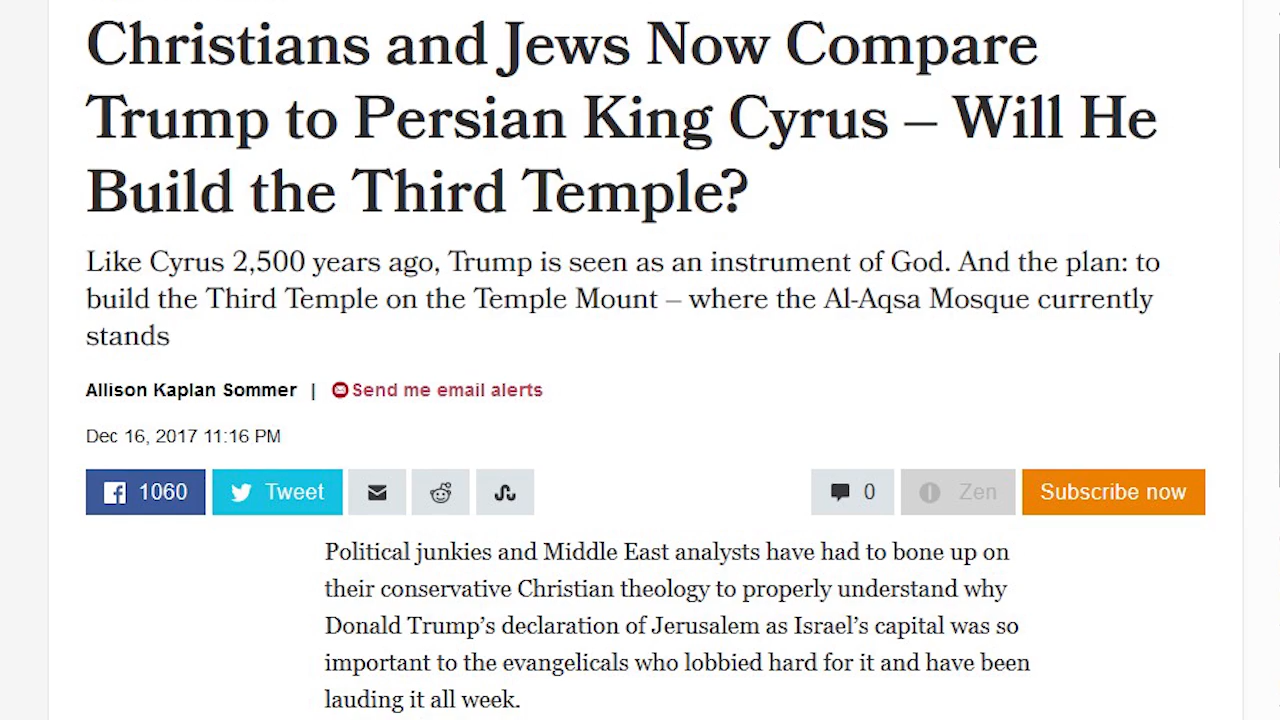 Christians and Jews Now Compare
Trump to Persian King Cyrus – Will He
Build the Third Temple?
Like Cyrus 2,500 years ago, Trump is seen as an instrument of God. And the plan: to
build the Third Temple on the Temple Mount – where the Al-Aqsa Mosque currently
stands
Allison Kaplan Sommer | Send me email alerts
Dec 16, 2017 11:16 PM
1060 Tweet 0 Zen Subscribe now
Political junkies and Middle East analysts have had to bone up on
their conservative Christian theology to properly understand why
Donald Trump’s declaration of Jerusalem as Israel’s capital was so
important to the evangelicals who lobbied hard for it and have been
lauding it all week.